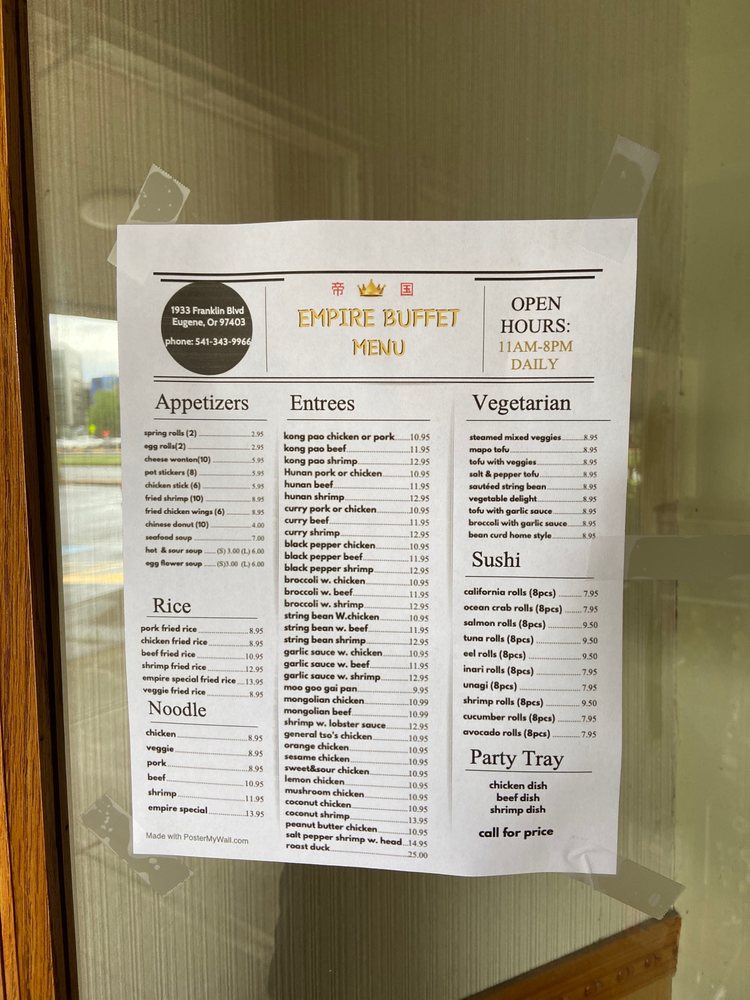 1933 Franklin Blvd
Eugene, Or 97403
phone: 541-343-9966
帝 国
EMPIRE BUFFET
MENU
OPEN
HOURS:
11AM-8PM
DAILY
Appetizers
spring rolls (2) 2.95
egg rolls(2) 2.95
cheese wonton(10) 5.95
pot stickers (8) 5.95
chicken stick (6) 5.95
fried shrimp (10) 8.95
fried chicken wings (6) 8.95
chinese donut (10) 4.00
seafood soup 7.00
hot & sour soup (S) 3.00 (L) 6.00
egg flower soup (S)3.00 (L) 6.00
Rice
pork fried rice 8.95
chicken fried rice 8.95
beef fried rice 10.95
shrimp fried rice 12.95
empire special fried rice 13.95
veggie fried rice 8.95
Noodle
chicken 8.95
veggie 8.95
pork 8.95
beef 10.95
shrimp 11.95
empire special 13.95
Made with PosterMyWall.com
Entrees
kong pao chicken or pork 10.95
kong pao beef 11.95
kong pao shrimp 12.95
Hunan pork or chicken 10.95
hunan beef 11.95
hunan shrimp 12.95
curry pork or chicken 10.95
curry beef 11.95
curry shrimp 12.95
black pepper chicken 10.95
black pepper beef 11.95
black pepper shrimp 12.95
broccoli w. chicken 10.95
broccoli w. beef 11.95
broccoli w. shrimp 12.95
string bean W.chicken 10.95
string bean w. beef 11.95
string bean shrimp 12.95
garlic sauce w. chicken 10.95
garlic sauce w. beef 11.95
garlic sauce w. shrimp 12.95
moo goo gai pan 9.95
mongolian chicken 10.99
mongolian beef 10.99
shrimp w. lobster sauce 12.95
general tso's chicken 10.95
orange chicken 10.95
sesame chicken 10.95
sweet&sour chicken 10.95
lemon chicken 10.95
mushroom chicken 10.95
coconut chicken 10.95
coconut shrimp 13.95
peanut butter chicken 10.95
salt pepper shrimp w. head 14.95
roast duck 25.00
Vegetarian
steamed mixed veggies 8.95
mapo tofu 8.95
tofu with veggies 8.95
salt & pepper tofu 8.95
sautéed string bean 8.95
vegetable delight 8.95
tofu with garlic sauce 8.95
broccoli with garlic sauce 8.95
bean curd home style 8.95
Sushi
california rolls (8pcs) 7.95
ocean crab rolls (8pcs) 7.95
salmon rolls (8pcs) 9.50
tuna rolls (8pcs) 9.50
eel rolls (8pcs) 9.50
inari rolls (8pcs) 7.95
unagi (8pcs) 7.95
shrimp rolls (8pcs) 9.50
cucumber rolls (8pcs) 7.95
avocado rolls (8pcs) 7.95
Party Tray
chicken dish
beef dish
shrimp dish
call for price